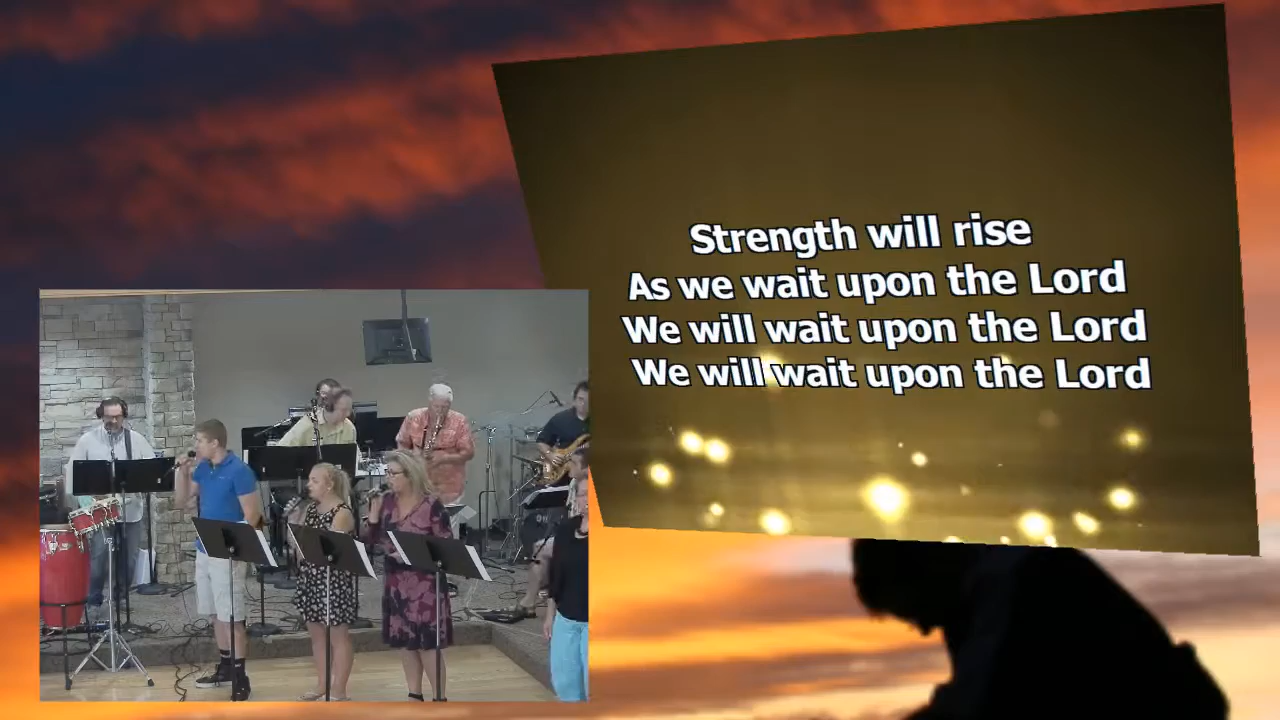 Strength will rise
As we wait upon the Lord
We will wait upon the Lord
We will wait upon the Lord